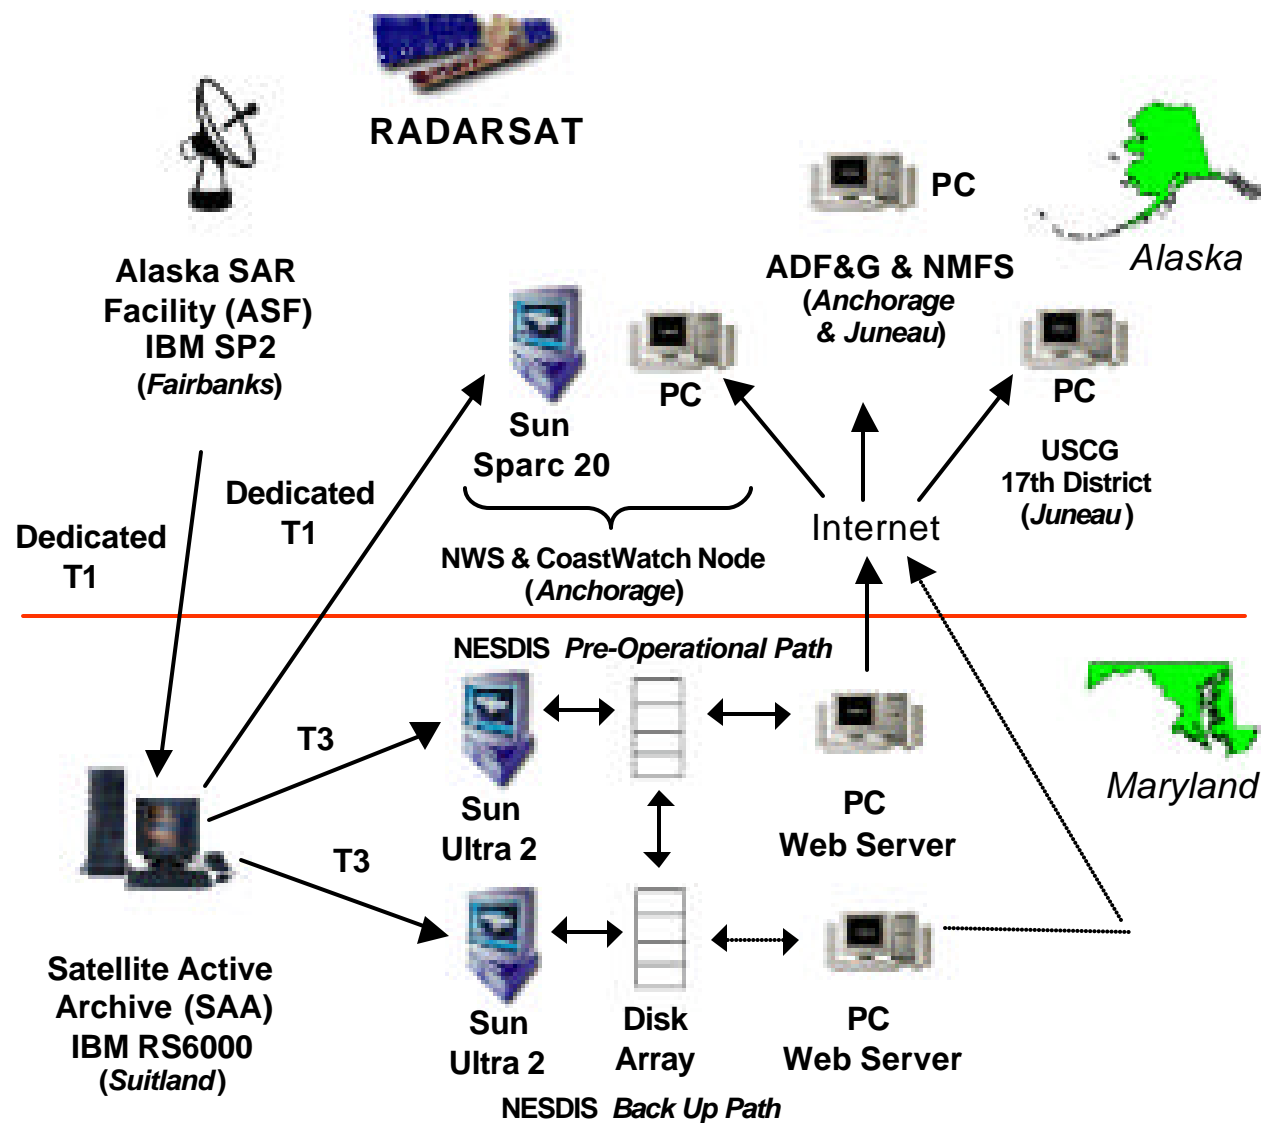 RADARSAT
Alaska SAR
Facility (ASF)
IBM SP2
(Fairbanks)
PC
ADF&G & NMFS
(Anchorage
& Juneau)
Alaska
Sun
Sparc 20
PC
PC
USCG
17th District
(Juneau)
Dedicated
T1
Dedicated
T1
NWS & CoastWatch Node
(Anchorage)
Internet
NESDIS Pre-Operational Path
T3
Sun
Ultra 2
PC
Web Server
Maryland
T3
Satellite Active
Archive (SAA)
IBM RS6000
(Suitland)
Sun
Ultra 2
Disk
Array
PC
Web Server
NESDIS Back Up Path